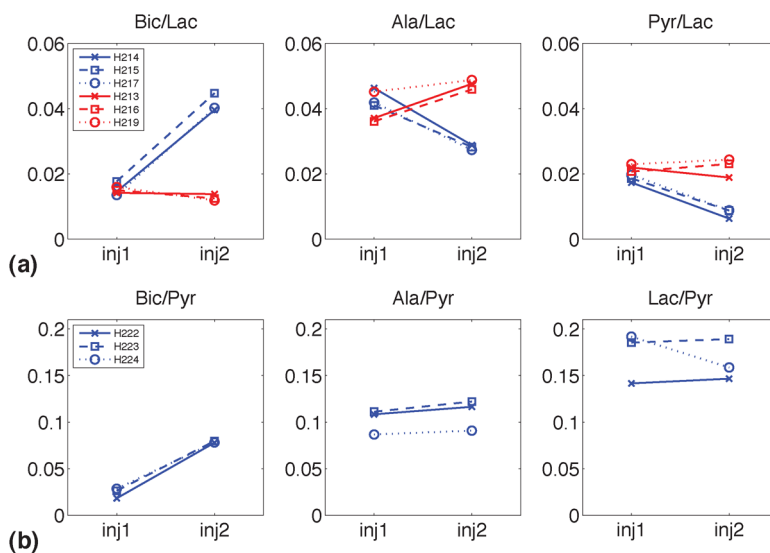 Bic/Lac
Ala/Lac
Pyr/Lac
0.06
0.04
0.02
0
H214
H215
H217
H213
H216
H219
inj1
inj2
0.06
0.04
0.02
0
inj1
inj2
0.06
0.04
0.02
0
inj1
inj2
(a)
Bic/Pyr
Ala/Pyr
Lac/Pyr
0.2
0.15
0.1
0.05
0
H222
H223
H224
inj1
inj2
0.2
0.15
0.1
0.05
0
inj1
inj2
0.2
0.15
0.1
0.05
0
inj1
inj2
(b)